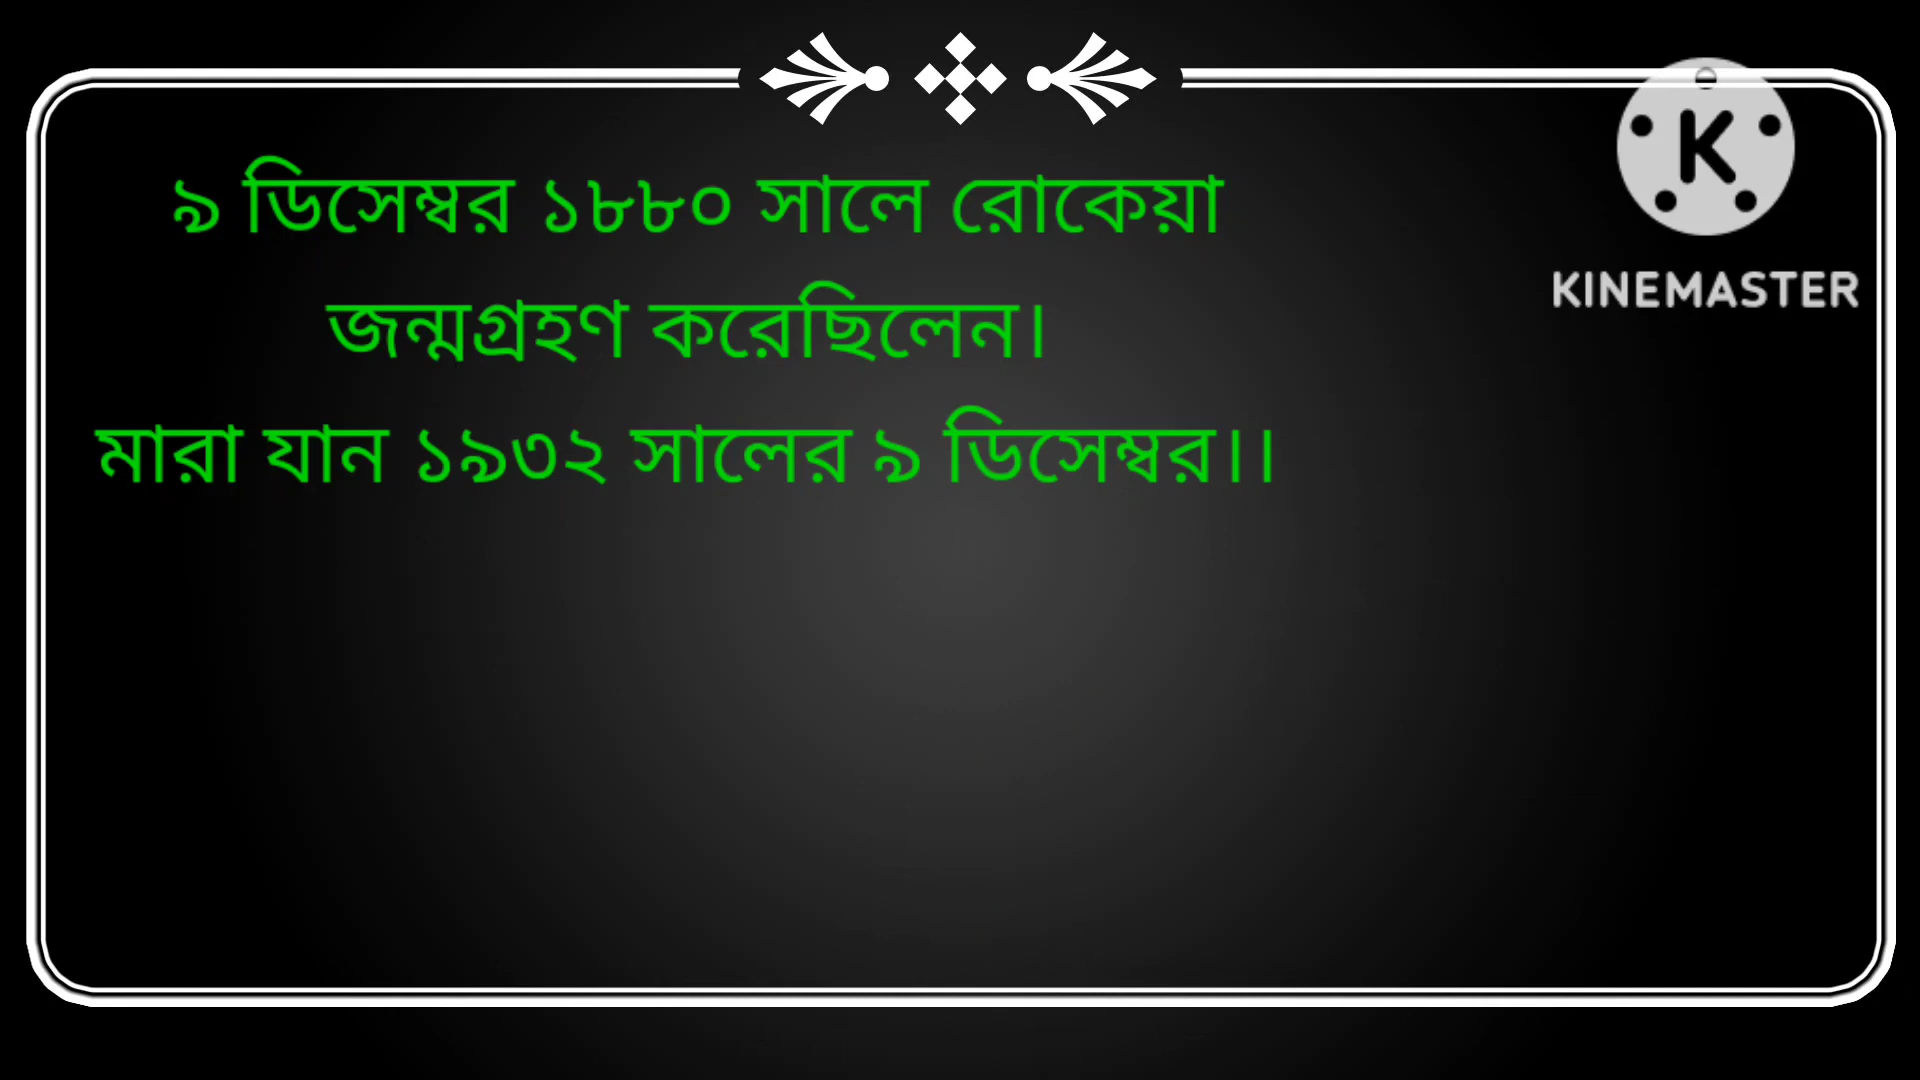 ৯ ডিসেম্বর ১৮৮০ সালে রোকেয়া
জন্মগ্রহণ করেছিলেন।
মারা যান ১৯৩২ সালের ৯ ডিসেম্বর।।
K
KINEMASTER